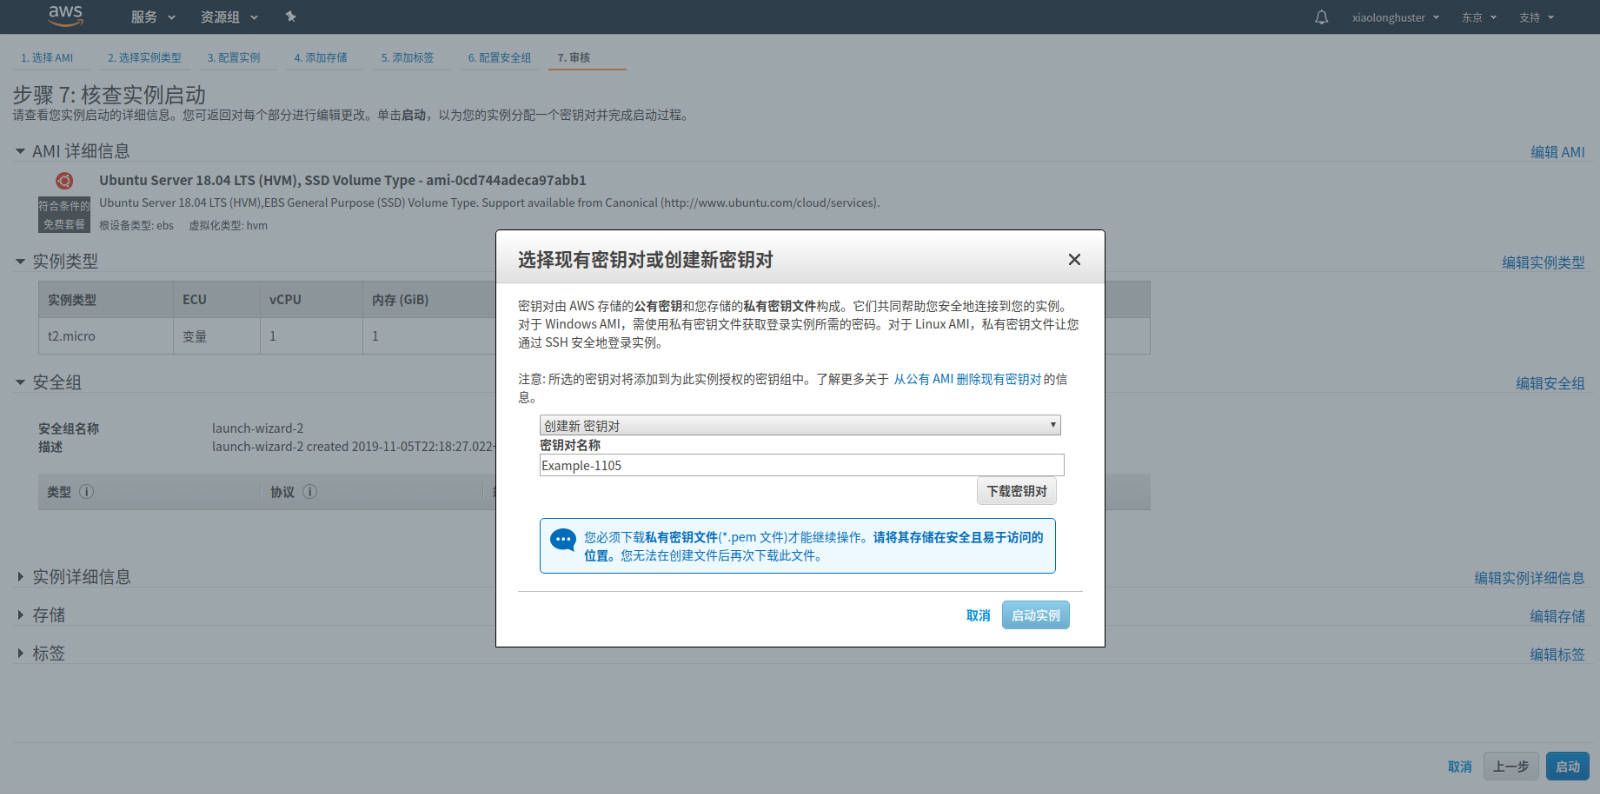 aws
服务
资源组
xiaolonghuster
东京
支持
1. 选择 AMI
2. 选择实例类型
3. 配置实例
4. 添加存储
5. 添加标签
6. 配置安全组
7. 审核
步骤 7: 核查实例启动
请查看您实例启动的详细信息。您可返回对每个部分进行编辑更改。单击启动，以为您的实例分配一个密钥对并完成启动过程。
AMI 详细信息
编辑 AMI
Ubuntu Server 18.04 LTS (HVM), SSD Volume Type - ami-0cd744adeca97abb1
符合条件的
免费套餐
Ubuntu Server 18.04 LTS (HVM),EBS General Purpose (SSD) Volume Type. Support available from Canonical (http://www.ubuntu.com/cloud/services).
根设备类型: ebs 虚拟化类型: hvm
实例类型
编辑实例类型
实例类型 ECU vCPU 内存 (GiB)
t2.micro 变量 1 1
安全组
编辑安全组
安全组名称 launch-wizard-2
描述 launch-wizard-2 created 2019-11-05T22:18:27.022
类型 协议
实例详细信息
编辑实例详细信息
存储
编辑存储
标签
编辑标签
选择现有密钥对或创建新密钥对
密钥对由 AWS 存储的公有密钥和您存储的私有密钥文件构成。它们共同帮助您安全地连接到您的实例。
对于 Windows AMI，需使用私有密钥文件获取登录实例所需的密码。对于 Linux AMI，私有密钥文件让您
通过 SSH 安全地登录实例。
注意: 所选的密钥对将添加到为此实例授权的密钥组中。了解更多关于 从公有 AMI 删除现有密钥对 的信
息。
创建新 密钥对
密钥对名称
Example-1105
下载密钥对
您必须下载私有密钥文件(*.pem 文件)才能继续操作。请将其存储在安全且易于访问的
位置。您无法在创建文件后再次下载此文件。
取消
启动实例
取消
上一步
启动